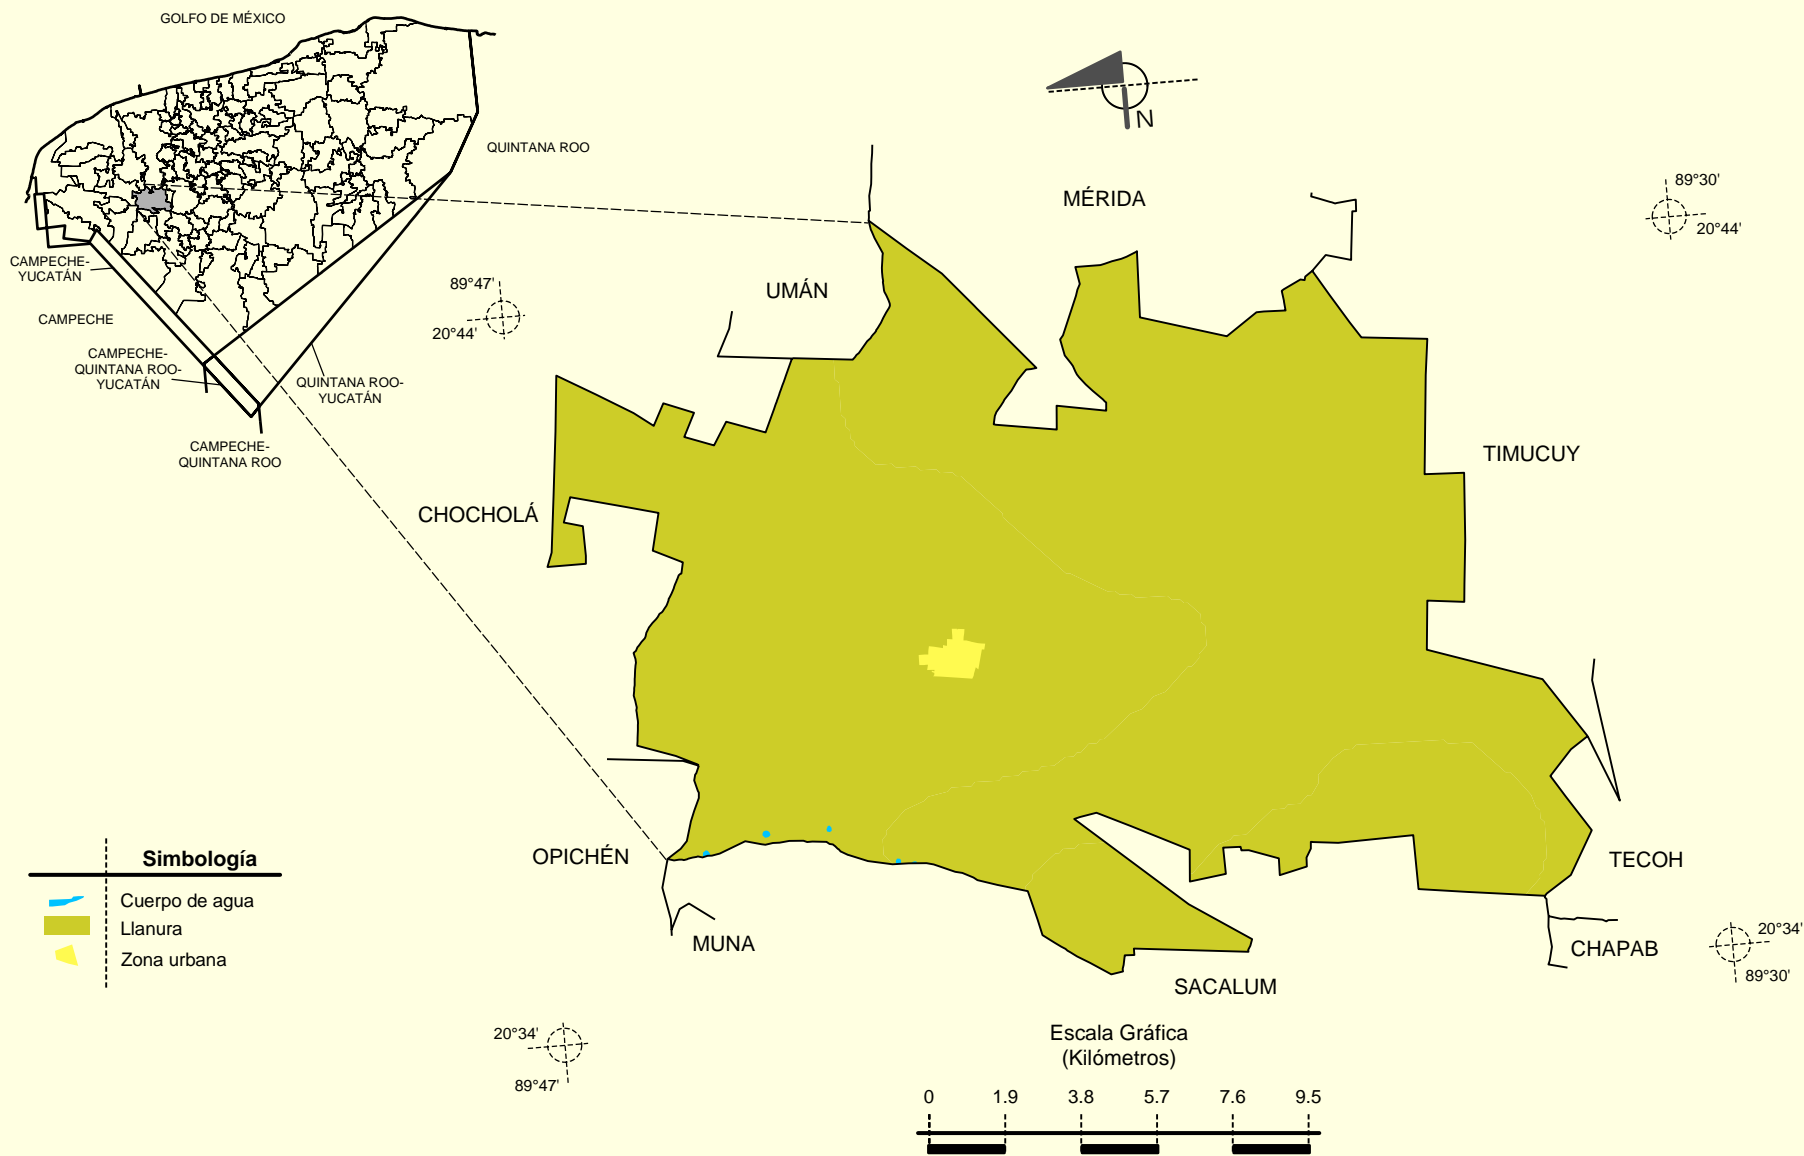 GOLFO DE MÉXICO
QUINTANA ROO
CAMPECHE-
YUCATÁN
CAMPECHE
CAMPECHE-
QUINTANA ROO-
YUCATÁN
QUINTANA ROO-
YUCATÁN
CAMPECHE-
QUINTANA ROO
N
MÉRIDA
89°30'
20°44'
89°47'
20°44'
UMÁN
TIMUCUY
CHOCHOLÁ
OPICHÉN
TECOH
MUNA
CHAPAB
SACALUM
20°34'
89°30'
20°34'
89°47'
Simbología
Cuerpo de agua
Llanura
Zona urbana
Escala Gráfica
(Kilómetros)
0 1.9 3.8 5.7 7.6 9.5